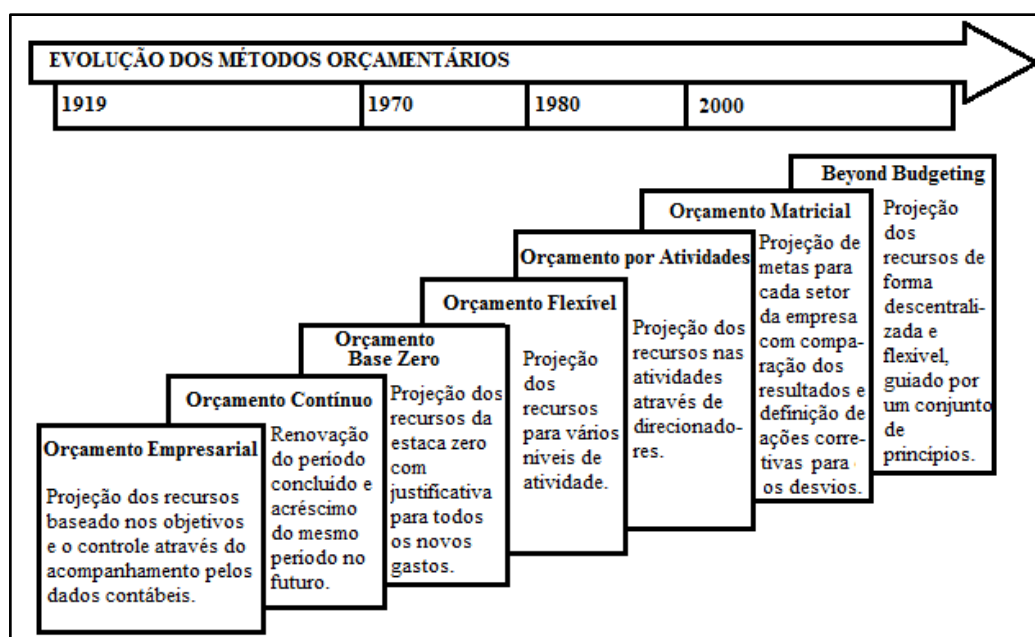 EVOLUÇÃO DOS MÉTODOS ORÇAMENTÁRIOS
1919
1970
1980
2000
Orçamento Empresarial
Projeção dos recursos
baseado nos objetivos
e o controle através do
acompanhamento pelos
dados contábeis.
Orçamento Contínuo
Renovação
do periodo
concluído e
acréscimo
do mesmo
periodo no
futuro.
Orçamento
Base Zero
Projeção dos
recursos da
estaca zero
com
justificativa
para todos
os novos
gastos.
Orçamento Flexível
Projeção
dos
recursos
para vários
níveis de
atividade.
Orçamento por Atividades
Projeção dos
recursos nas
atividades
através de
direcionado-
res.
Orçamento Matricial
Projeção de
metas para
cada setor
da empresa
com compa-
ração dos
resultados e
definição de
ações corre-
tivas para
os desvios.
Beyond Budgeting
Projeção
dos
recursos de
forma
descentrali-
zada e
flexível,
guiado por
um conjunto
de
princípios.